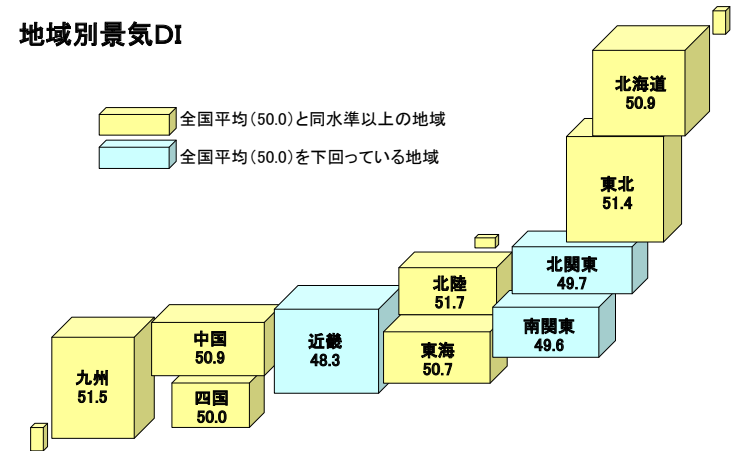 地域別景気DI
全国平均(50.0)と同水準以上の地域
全国平均(50.0)を下回っている地域
北海道
50.9
東北
51.4
北関東
49.7
南関東
49.6
北陸
51.7
東海
50.7
近畿
48.3
中国
50.9
四国
50.0
九州
51.5